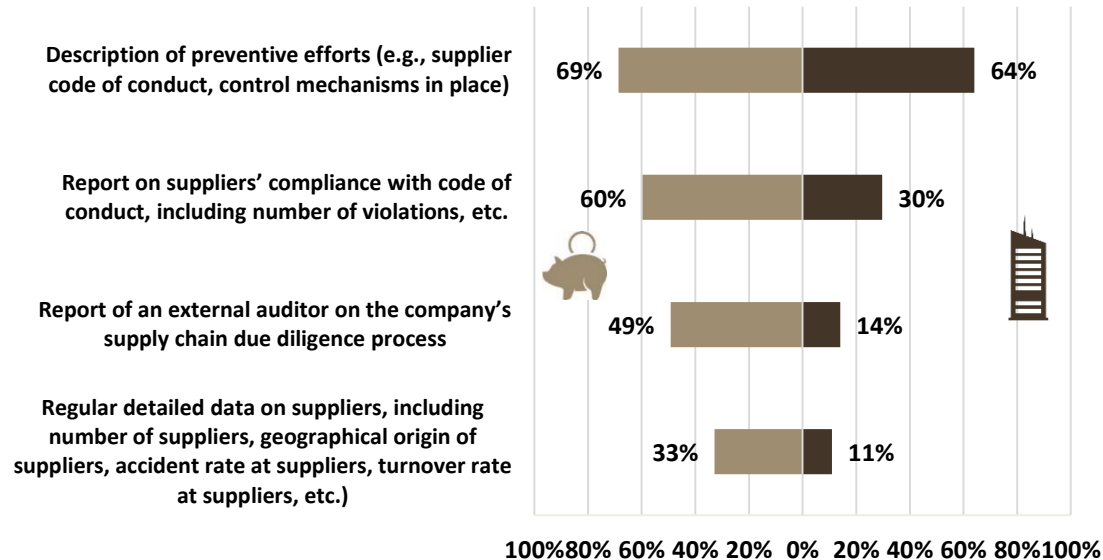 Description of preventive efforts (e.g., supplier
code of conduct, control mechanisms in place)
69%
64%
Report on suppliers’ compliance with code of
conduct, including number of violations, etc.
60%
30%
Report of an external auditor on the company’s
supply chain due diligence process
49%
14%
Regular detailed data on suppliers, including
number of suppliers, geographical origin of
suppliers, accident rate at suppliers, turnover rate
at suppliers, etc.)
33%
11%
100%80% 60% 40% 20% 0% 20% 40% 60% 80%100%